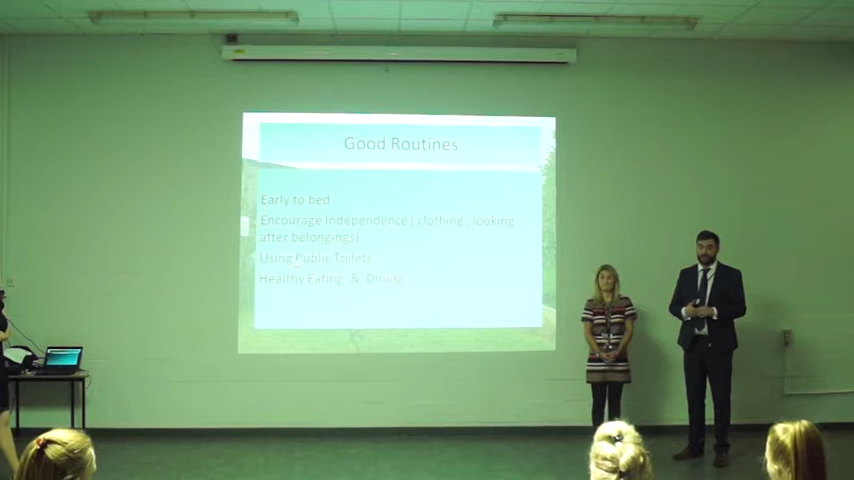 Good Routines
Early to bed
Encourage Independence ( clothing , looking
after belongings)
Using Public Toilets
Healthy Eating & Dining